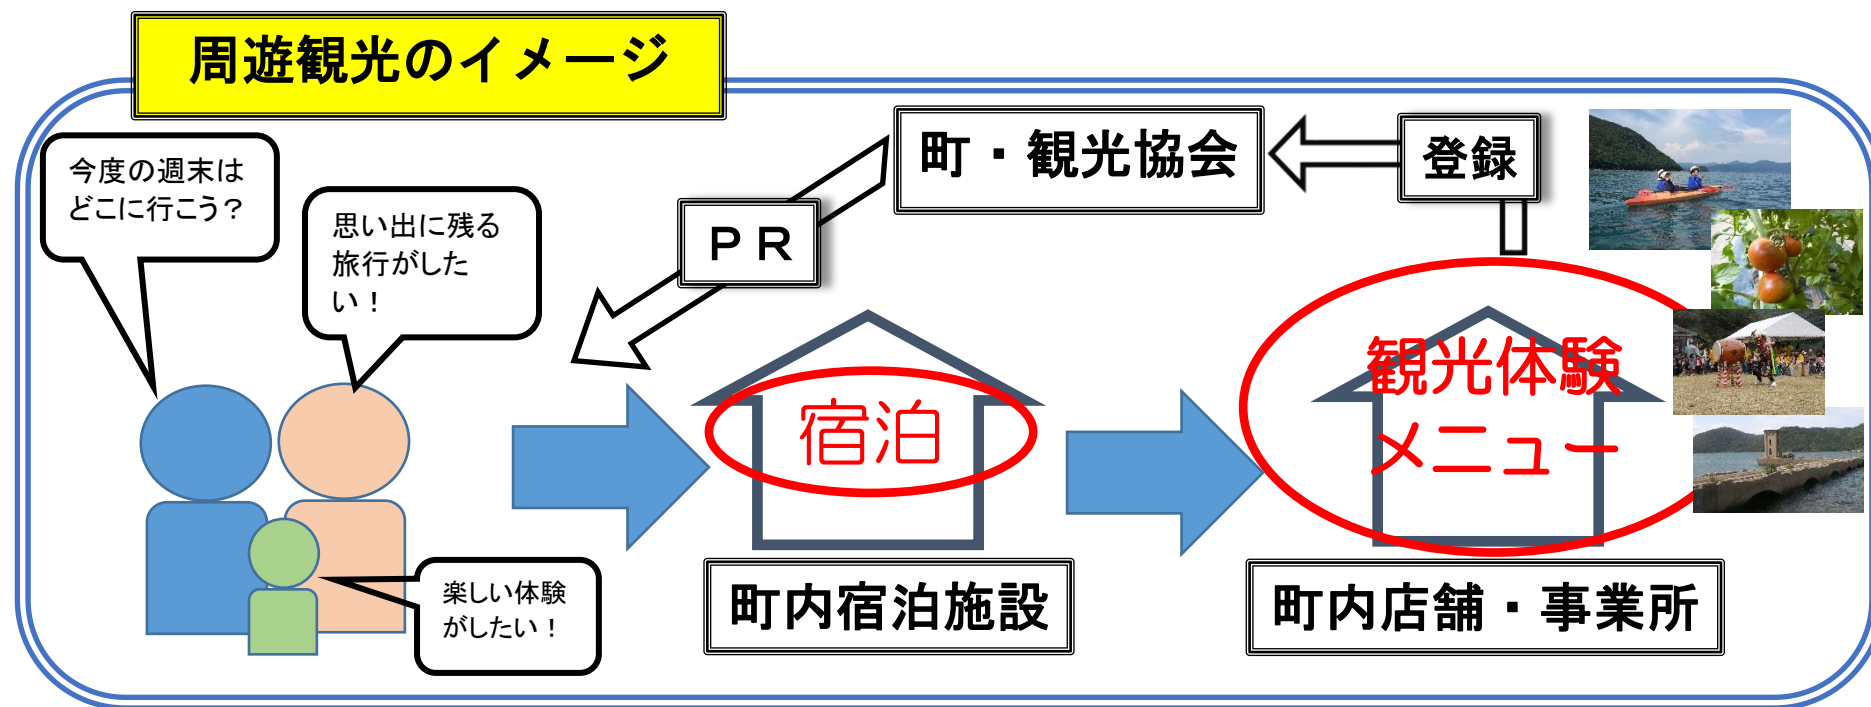 周遊観光のイメージ
今度の週末は
どこに行こう？
思い出に残る
旅行がした
い！
楽しい体験
がしたい！
ＰＲ
町・観光協会
登録
宿泊
町内宿泊施設
観光体験
メニュー
町内店舗・事業所